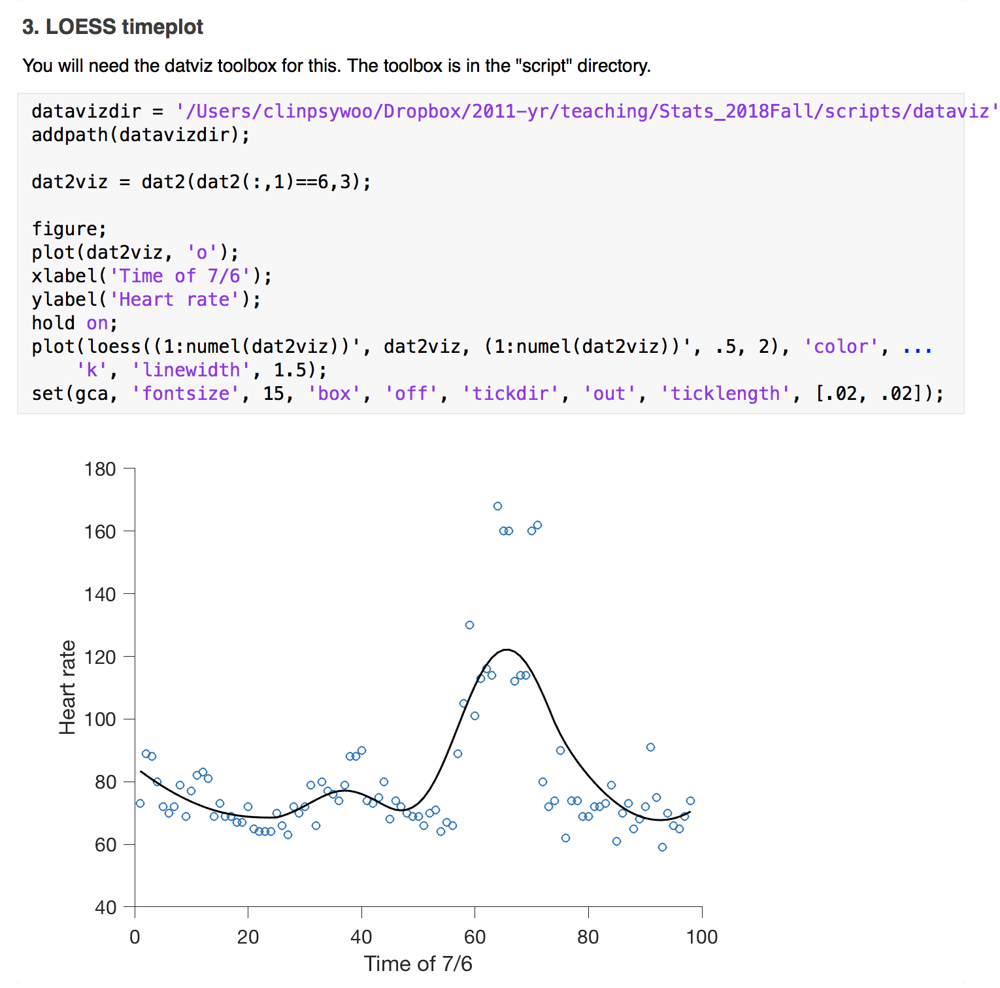 3. LOESS timeplot
You will need the datviz toolbox for this. The toolbox is in the "script" directory.
datavizdir = '/Users/clinpsywoo/Dropbox/2011-yr/teaching/Stats_2018Fall/scripts/dataviz'
addpath(datavizdir);
dat2viz = dat2(dat2(:,1)==6,3);
figure;
plot(dat2viz, 'o');
xlabel('Time of 7/6');
ylabel('Heart rate');
hold on;
plot(loess((1:numel(dat2viz))', dat2viz, (1:numel(dat2viz))', .5, 2), 'color', ...
'k', 'linewidth', 1.5);
set(gca, 'fontsize', 15, 'box', 'off', 'tickdir', 'out', 'ticklength', [.02, .02]);
180
160
140
120
100
80
60
40
Heart rate
0 20 40 60 80 100
Time of 7/6